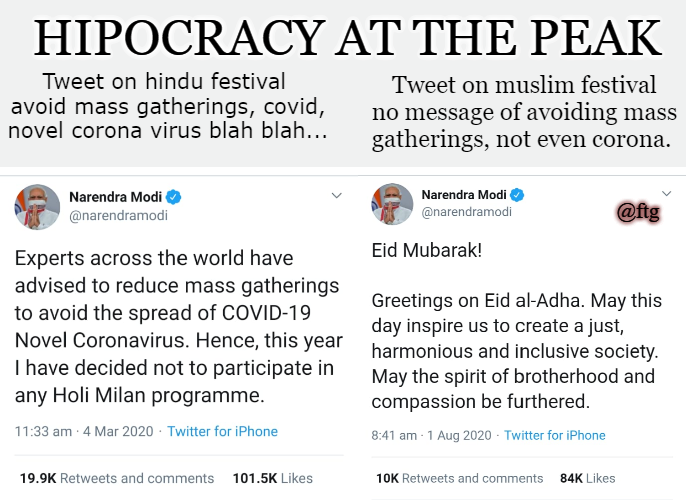 HIPOCRACY AT THE PEAK
Tweet on hindu festival
avoid mass gatherings, covid,
novel corona virus blah blah...
Tweet on muslim festival
no message of avoiding mass
gatherings, not even corona.
Narendra Modi
@narendramodi
Experts across the world have
advised to reduce mass gatherings
to avoid the spread of COVID-19
Novel Coronavirus. Hence, this year
I have decided not to participate in
any Holi Milan programme.
11:33 am · 4 Mar 2020 · Twitter for iPhone
19.9K Retweets and comments 101.5K Likes
Narendra Modi
@narendramodi
@ftg
Eid Mubarak!
Greetings on Eid al-Adha. May this
day inspire us to create a just,
harmonious and inclusive society.
May the spirit of brotherhood and
compassion be furthered.
8:41 am · 1 Aug 2020 · Twitter for iPhone
10K Retweets and comments 84K Likes